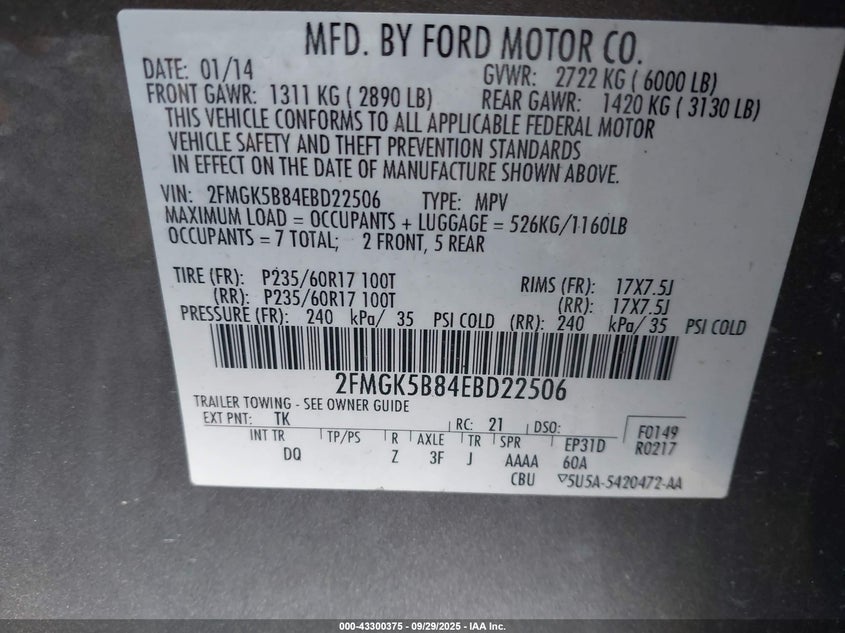 MFD. BY FORD MOTOR CO.
DATE: 01/14 GVWR: 2722 KG ( 6000 LB)
FRONT GAWR: 1311 KG ( 2890 LB) REAR GAWR: 1420 KG ( 3130 LB)
THIS VEHICLE CONFORMS TO ALL APPLICABLE FEDERAL MOTOR
VEHICLE SAFETY AND THEFT PREVENTION STANDARDS
IN EFFECT ON THE DATE OF MANUFACTURE SHOWN ABOVE.
VIN: 2FMGK5B84EBD22506 TYPE: MPV
MAXIMUM LOAD = OCCUPANTS + LUGGAGE = 526KG/1160LB
OCCUPANTS = 7 TOTAL; 2 FRONT, 5 REAR
TIRE (FR): P235/60R17 100T RIMS (FR): 17X7.5J
(RR): P235/60R17 100T (RR): 17X7.5J
PRESSURE (FR): 240 kPa/ 35 PSI COLD (RR): 240 kPa/ 35 PSI COLD
2FMGK5B84EBD22506
TRAILER TOWING - SEE OWNER GUIDE
EXT PNT: TK RC: 21 DSO: F0149
INT TR TP/PS R AXLE TR SPR EP31D R0217
DQ Z 3F J AAAA 60A
CBU 5U5A-5420472-AA
000-43300375 - 09/29/2025 - IAA Inc.